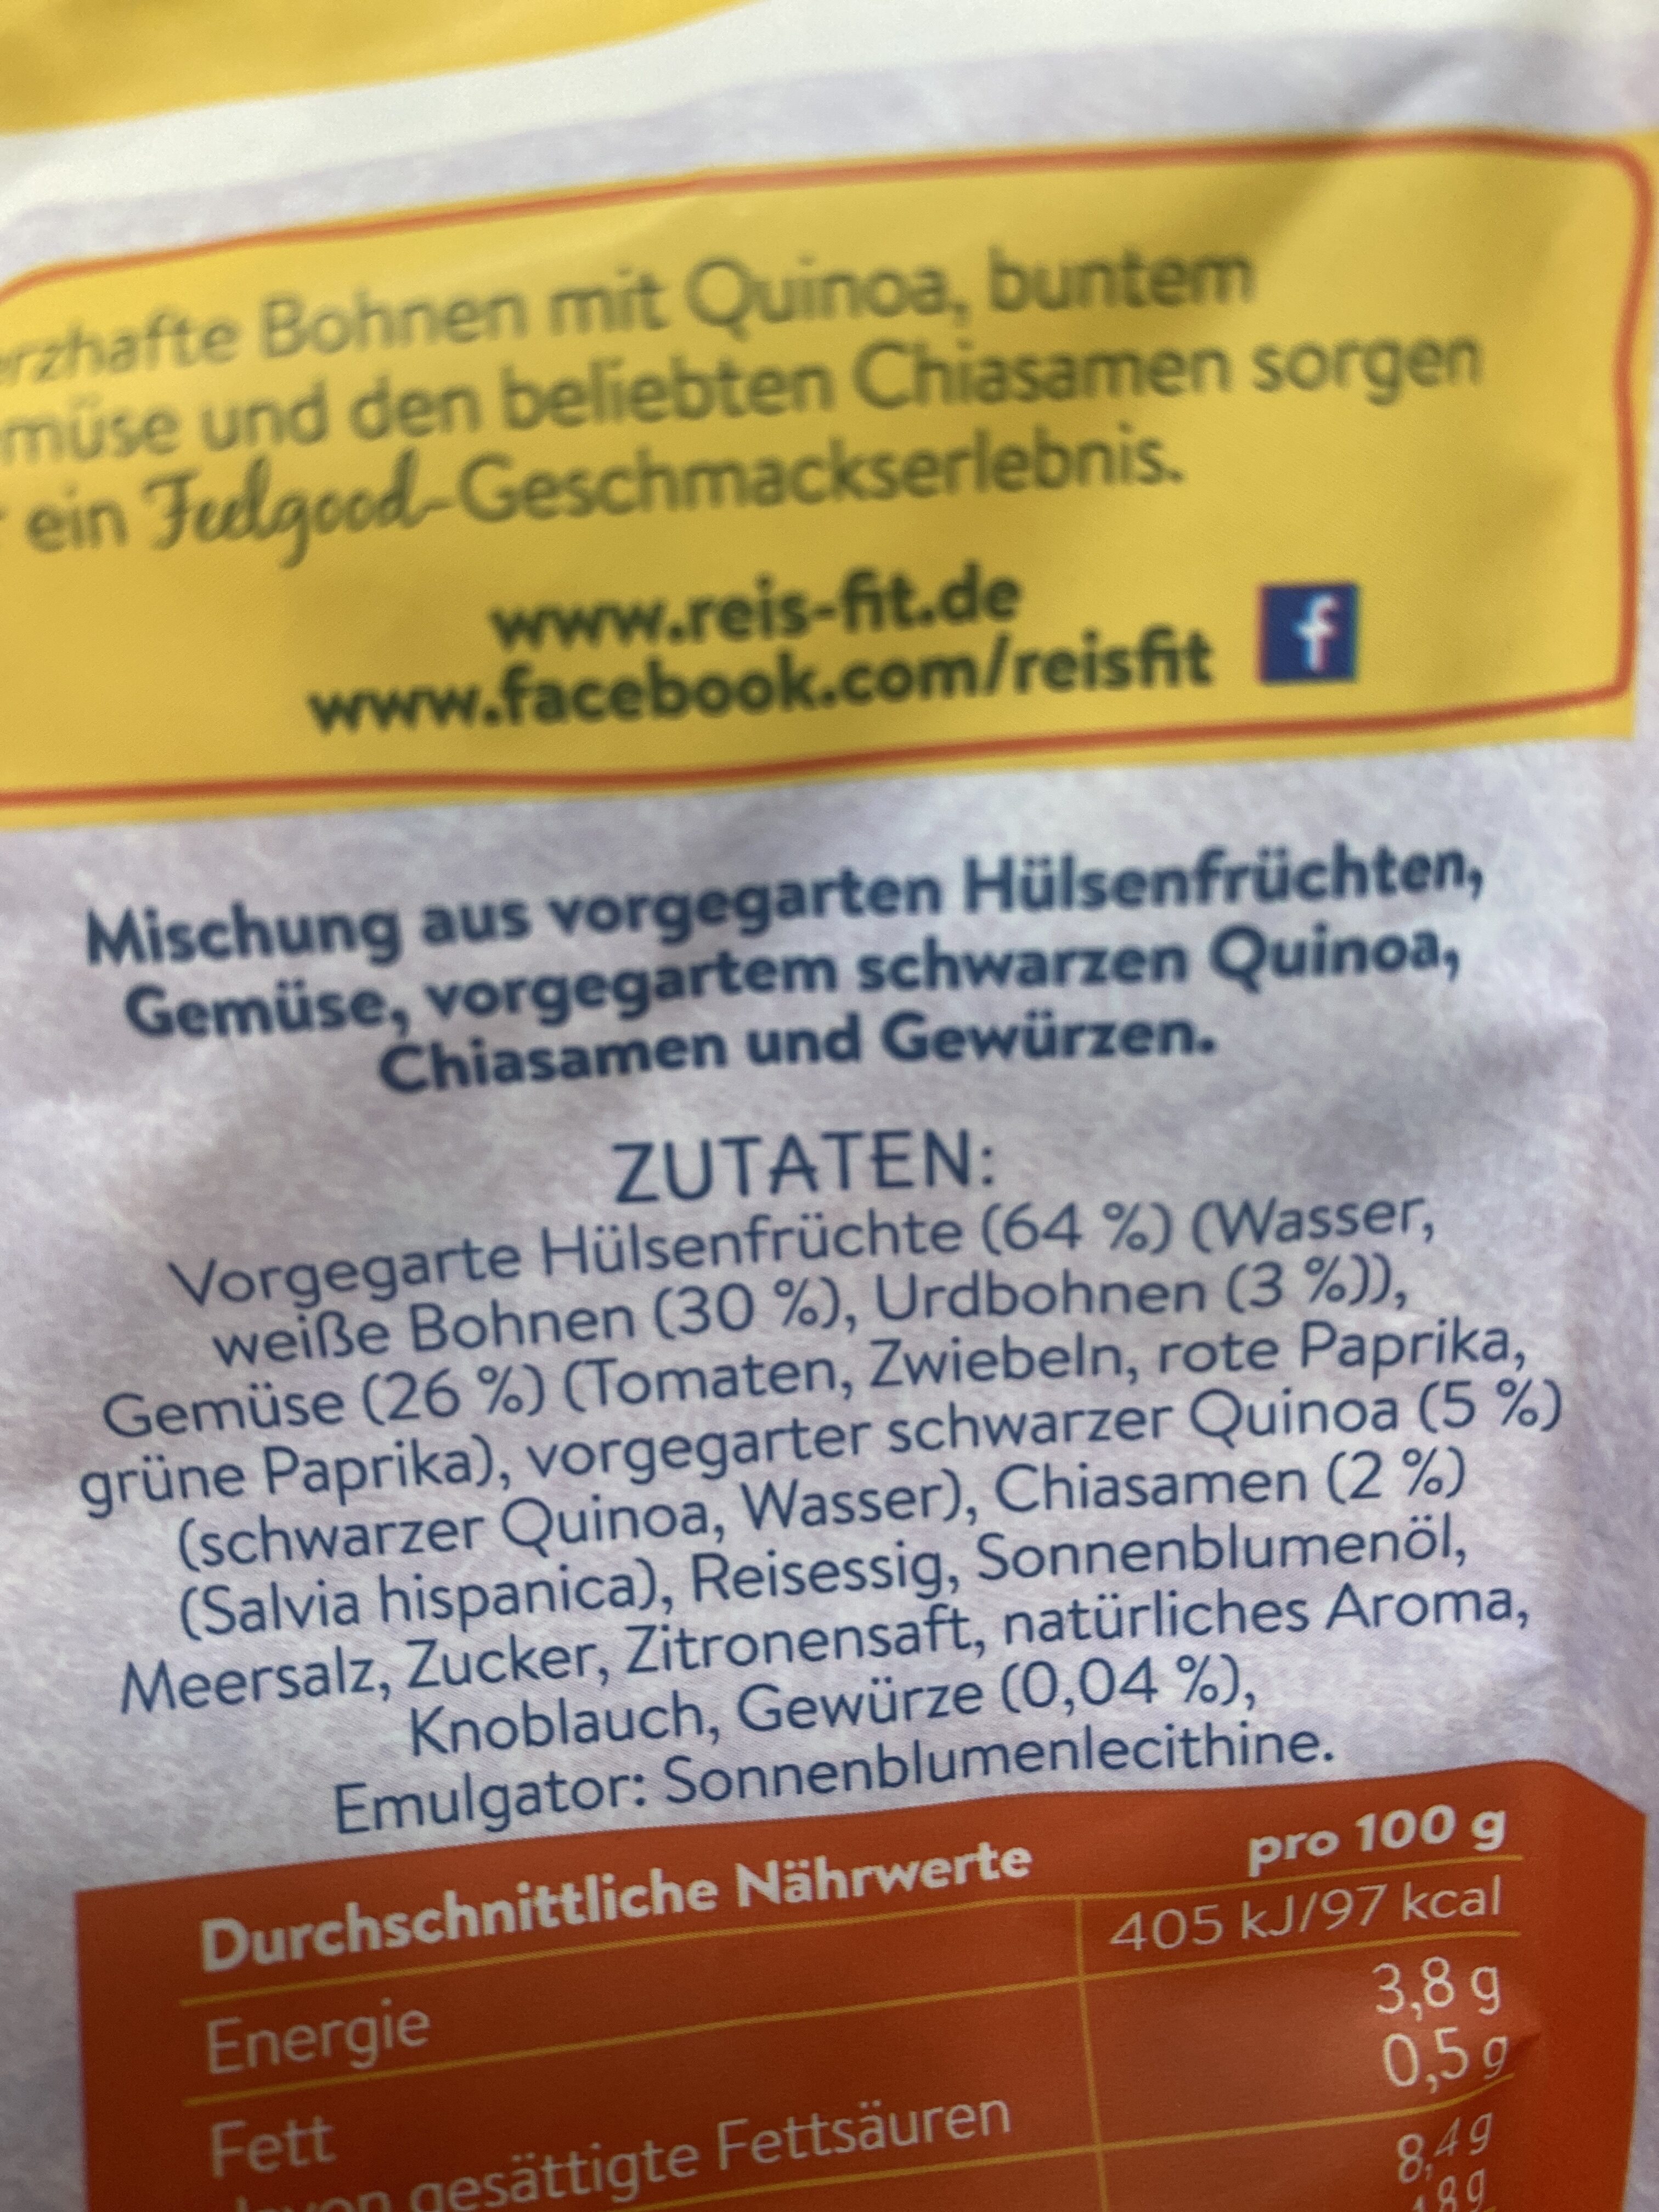 rzhafte Bohnen mit Quinoa, buntem
müse und den beliebten Chiasamen sorgen
ein Feelgood-Geschmackserlebnis.
www.reis-fit.de
www.facebook.com/reisfit f
Mischung aus vorgegarten Hülsenfrüchten,
Gemüse, vorgegartem schwarzen Quinoa,
Chiasamen und Gewürzen.
ZUTATEN:
Vorgegarte Hülsenfrüchte (64 %) (Wasser,
weiße Bohnen (30 %), Urdbohnen (3 %)),
Gemüse (26 %) (Tomaten, Zwiebeln, rote Paprika,
grüne Paprika), vorgegarter schwarzer Quinoa (5 %)
(schwarzer Quinoa, Wasser), Chiasamen (2 %)
(Salvia hispanica), Reisessig, Sonnenblumenöl,
Meersalz, Zucker, Zitronensaft, natürliches Aroma,
Knoblauch, Gewürze (0,04 %),
Emulgator: Sonnenblumenlecithine.
Durchschnittliche Nährwerte pro 100 g
Energie 405 kJ/97 kcal
Fett 3,8 g
gesättigte Fettsäuren 0,5 g
8,4 g